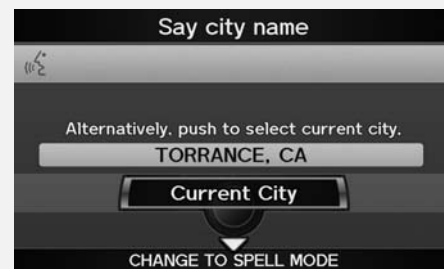 Say city name
Alternatively, push to select current city.
TORRANCE, CA
Current City
CHANGE TO SPELL MODE